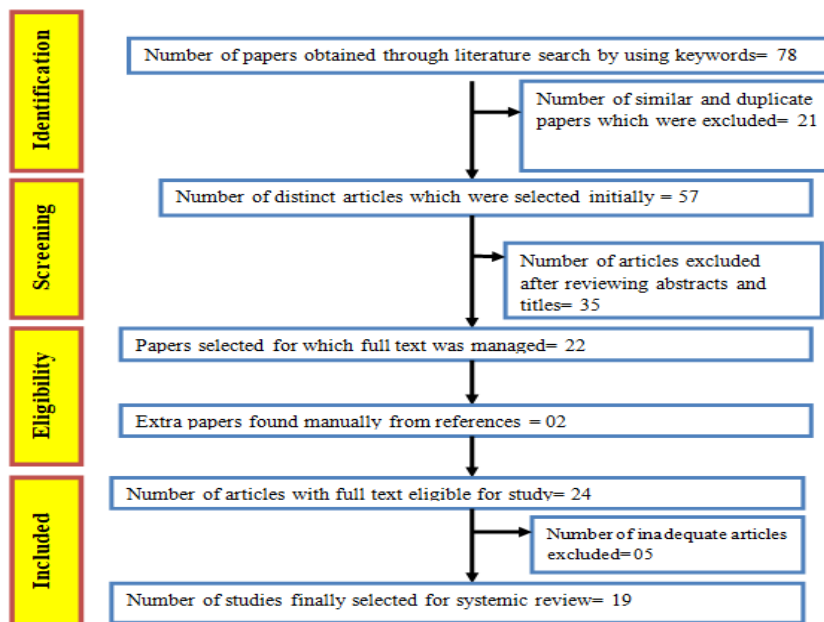 Identification
Number of papers obtained through literature search by using keywords= 78
Number of similar and duplicate
papers which were excluded= 21
Screening
Number of distinct articles which were selected initially = 57
Number of articles excluded
after reviewing abstracts and
titles= 35
Eligibility
Papers selected for which full text was managed= 22
Extra papers found manually from references = 02
Included
Number of articles with full text eligible for study= 24
Number of inadequate articles
excluded=05
Number of studies finally selected for systemic review= 19